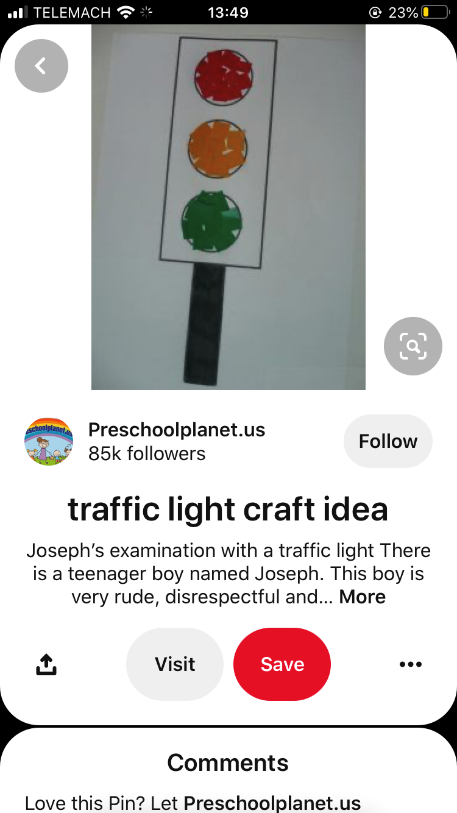 TELEMACH 13:49 23%
Preschoolplanet.us
85k followers
Follow
traffic light craft idea
Joseph's examination with a traffic light There
is a teenager boy named Joseph. This boy is
very rude, disrespectful and... More
Visit
Save
Comments
Love this Pin? Let Preschoolplanet.us